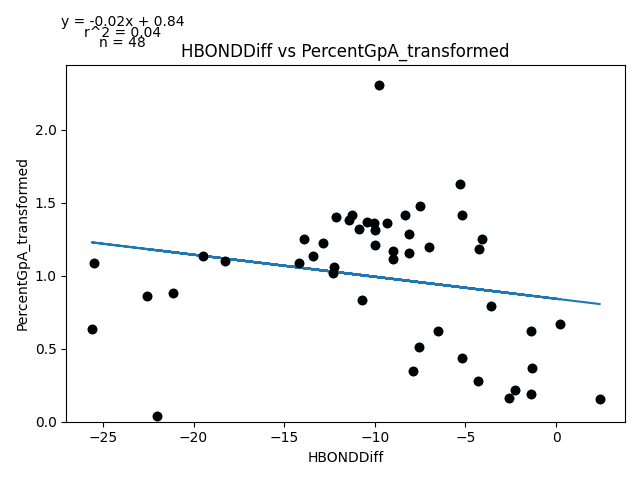 y = -0.02x + 0.84
r^2 = 0.04
n = 48
HBONDDiff vs PercentGpA_transformed
PercentGpA_transformed
2.0
1.5
1.0
0.5
0.0
−25
−20
−15
−10
−5
0
HBONDDiff